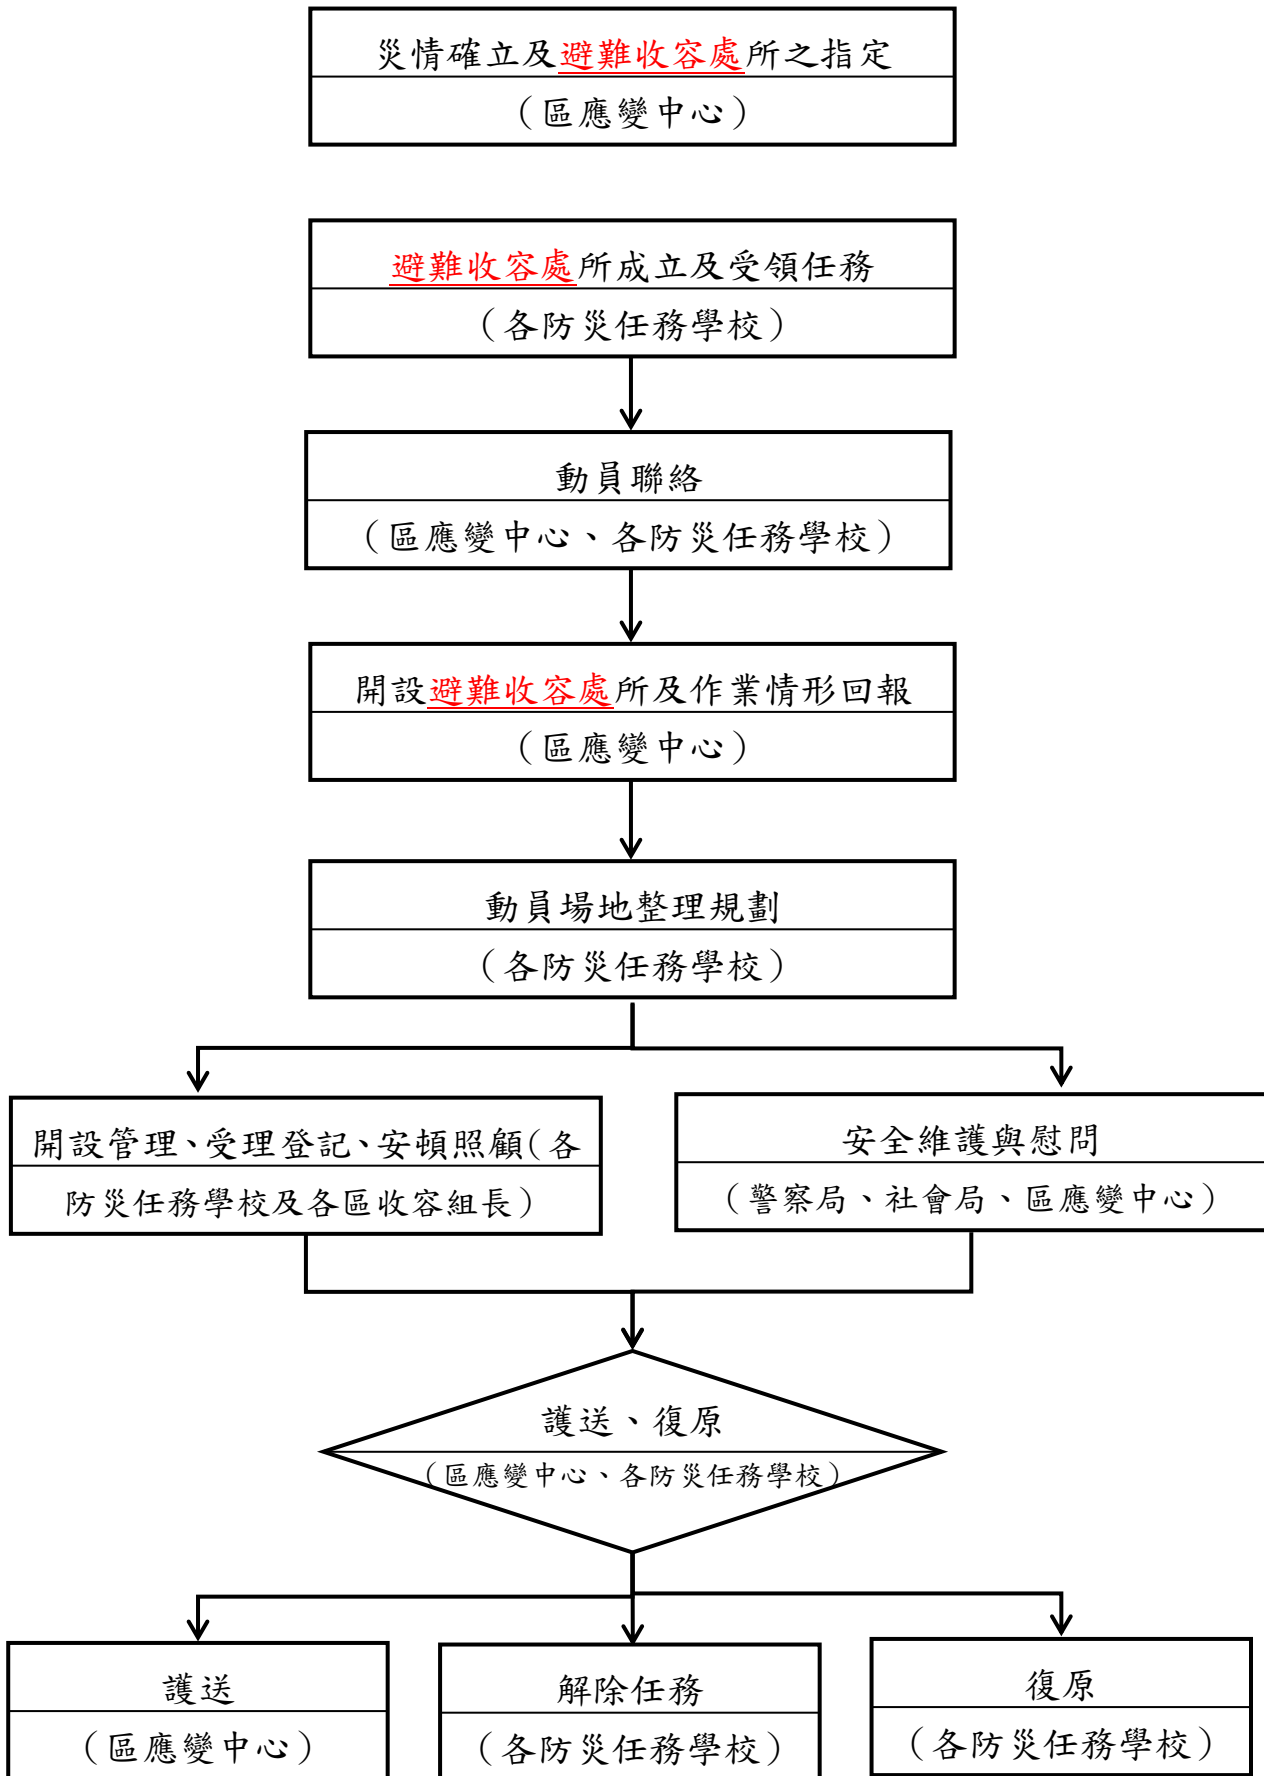 災情確立及避難收容處所之指定
（區應變中心）
避難收容處所成立及受領任務
（各防災任務學校）
動員聯絡
（區應變中心、各防災任務學校）
開設避難收容處所及作業情形回報
（區應變中心）
動員場地整理規劃
（各防災任務學校）
開設管理、受理登記、安頓照顧(各
防災任務學校及各區收容組長）
安全維護與慰問
（警察局、社會局、區應變中心）
護送、復原
（區應變中心、各防災任務學校）
護送
（區應變中心）
解除任務
（各防災任務學校）
復原
（各防災任務學校）